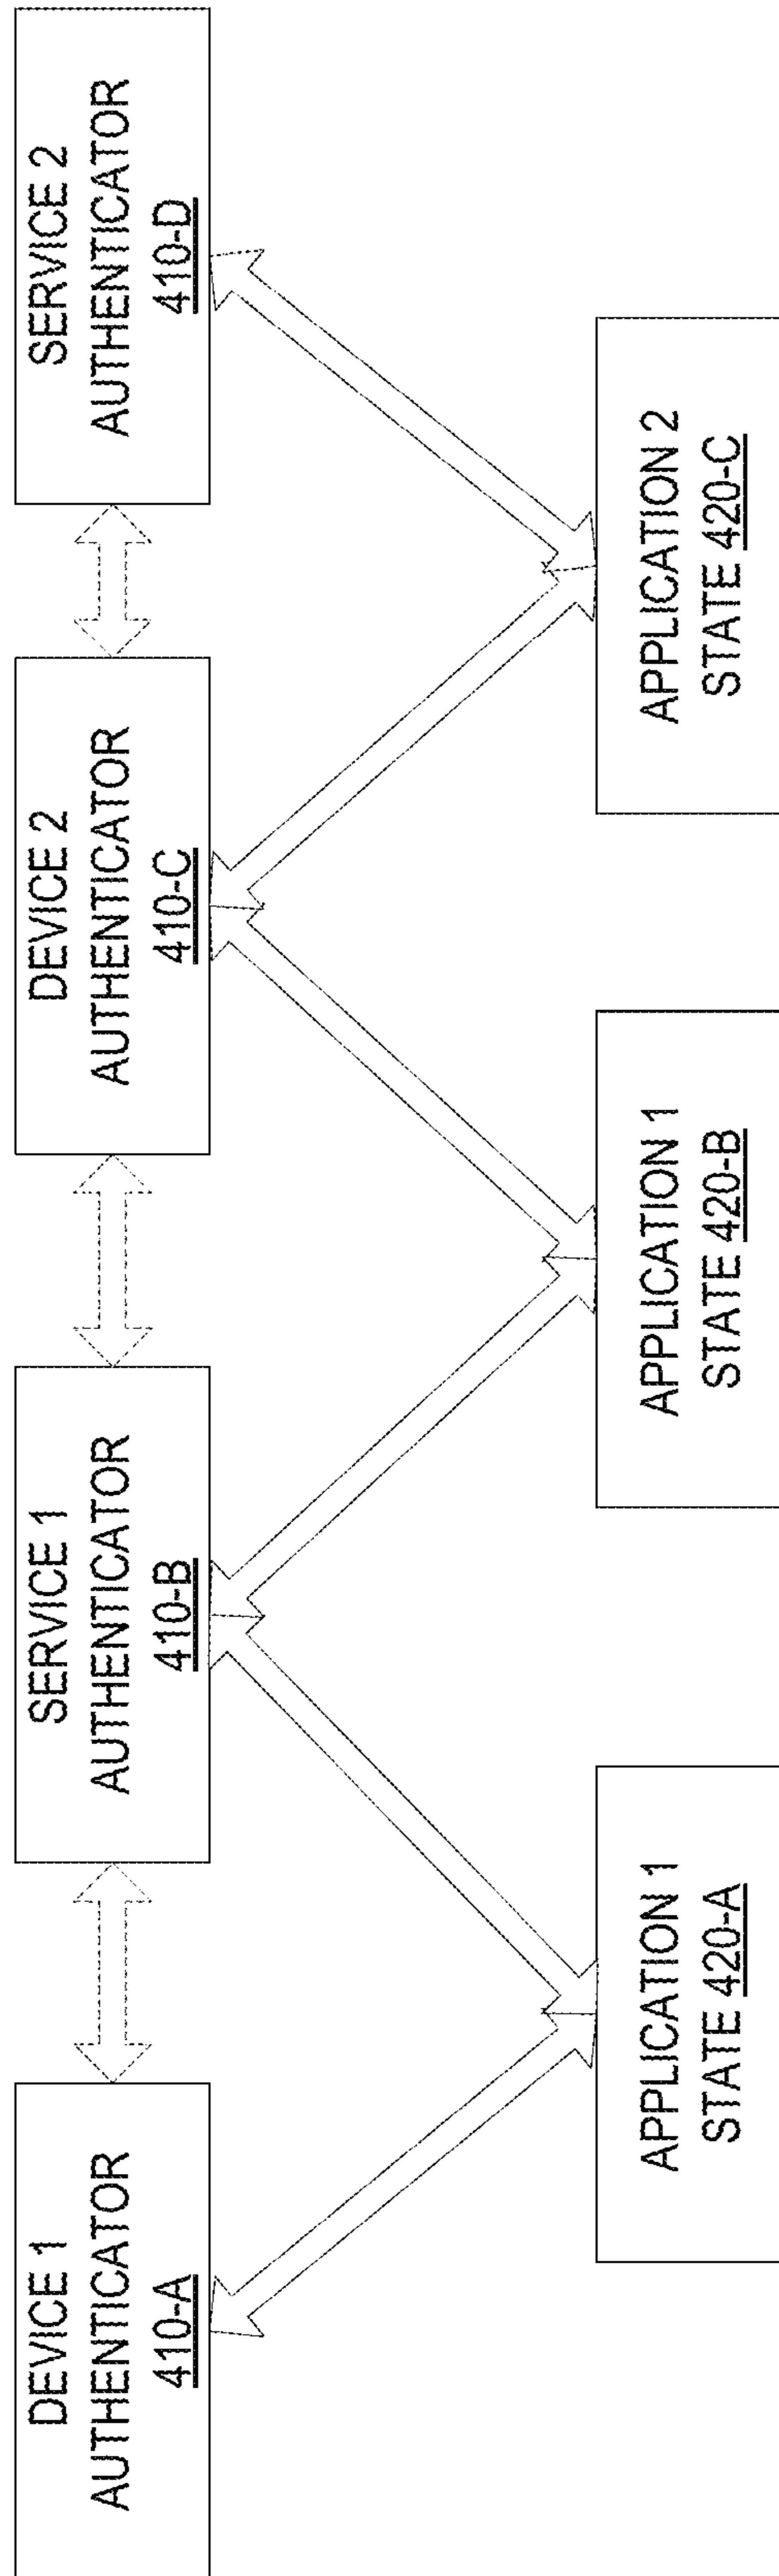 DEVICE 1
AUTHENTICATOR
410-A
SERVICE 1
AUTHENTICATOR
410-B
DEVICE 2
AUTHENTICATOR
410-C
SERVICE 2
AUTHENTICATOR
410-D
APPLICATION 1
STATE 420-A
APPLICATION 1
STATE 420-B
APPLICATION 2
STATE 420-C